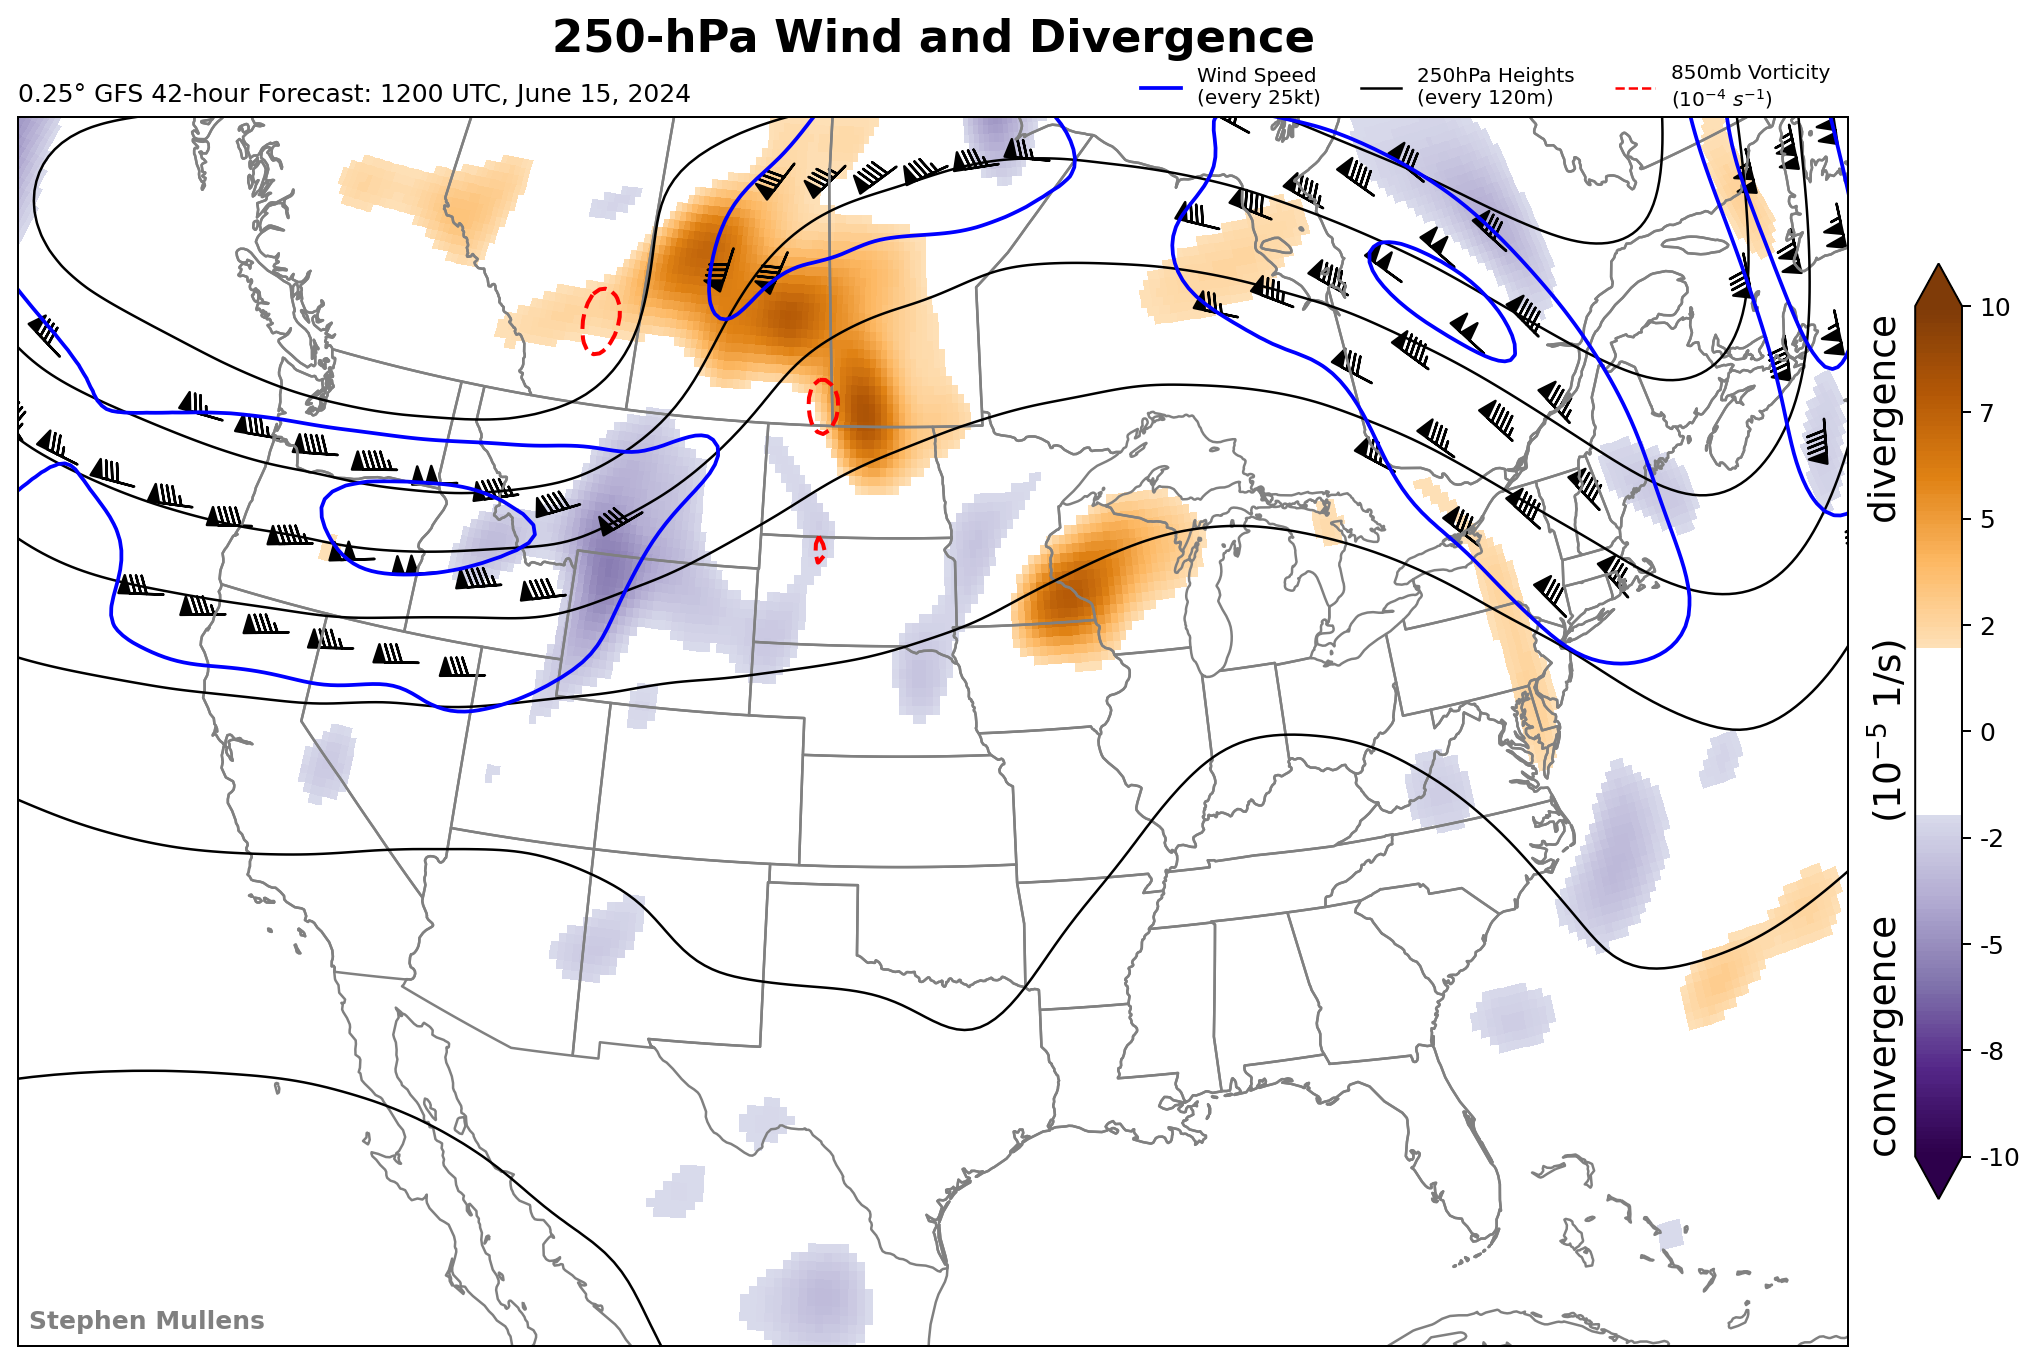 250-hPa Wind and Divergence
0.25° GFS 42-hour Forecast: 1200 UTC, June 15, 2024
Wind Speed
(every 25kt)
250hPa Heights
(every 120m)
850mb Vorticity
(10⁻⁴ s⁻¹)
10
7
5
2
0
-2
-5
-8
-10
convergence (10⁻⁵ 1/s) divergence
Stephen Mullens